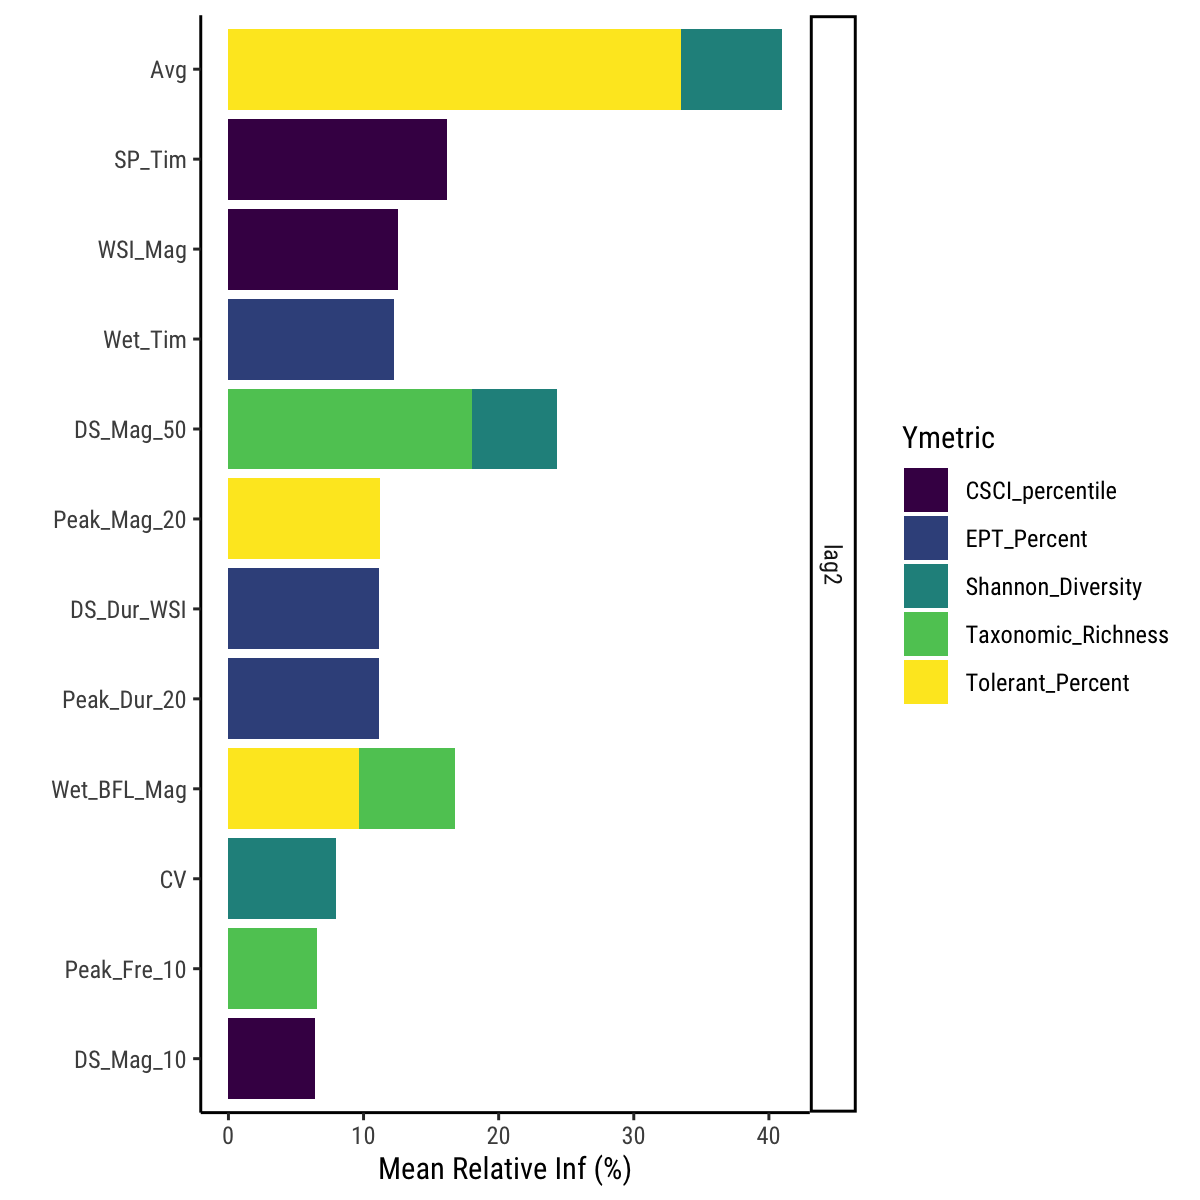 Avg
SP_Tim
WSI_Mag
Wet_Tim
DS_Mag_50
Peak_Mag_20
DS_Dur_WSI
Peak_Dur_20
Wet_BFL_Mag
CV
Peak_Fre_10
DS_Mag_10
0 10 20 30 40
Mean Relative Inf (%)
lag2
Ymetric
CSCI_percentile
EPT_Percent
Shannon_Diversity
Taxonomic_Richness
Tolerant_Percent